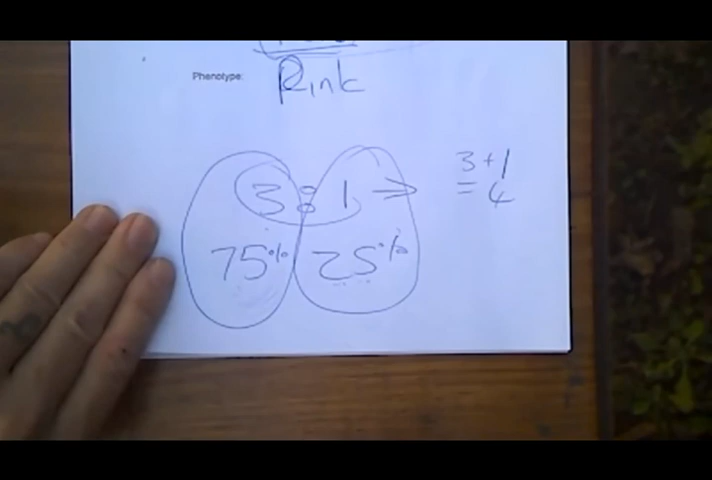 Phenotype:
Pink
3 : 1 →
3 + 1
= 4
75% 25%